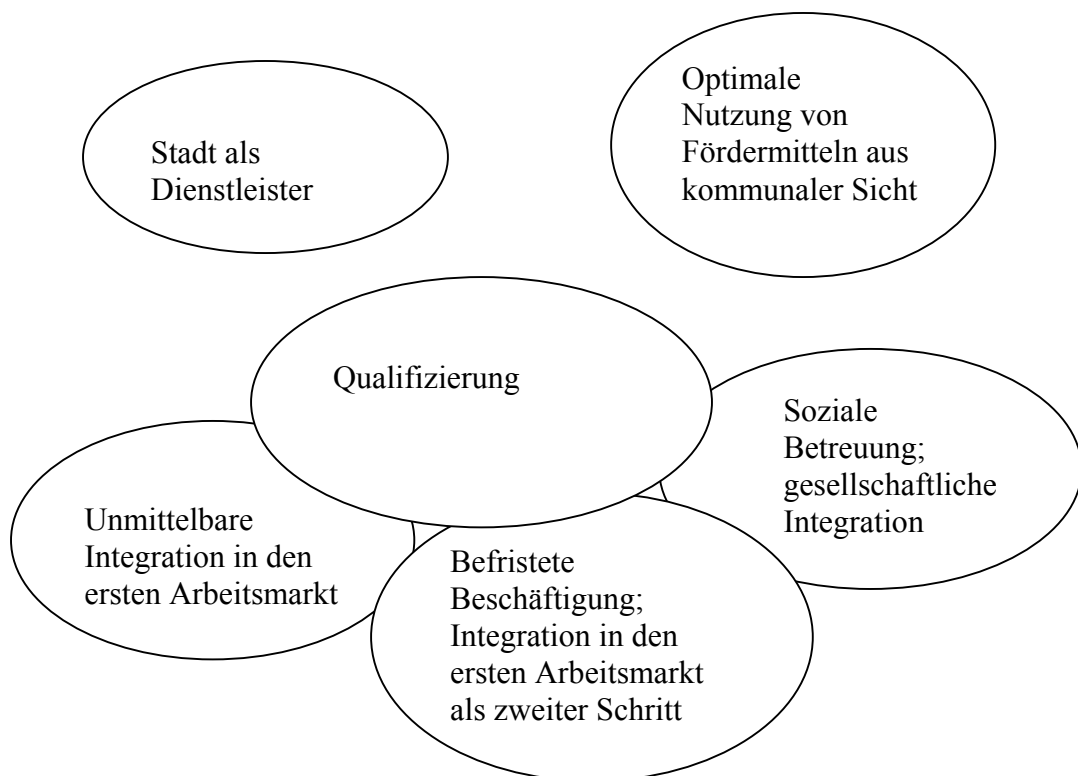 Stadt als
Dienstleister
Optimale
Nutzung von
Fördermitteln aus
kommunaler Sicht
Qualifizierung
Soziale
Betreuung;
gesellschaftliche
Integration
Unmittelbare
Integration in den
ersten Arbeitsmarkt
Befristete
Beschäftigung;
Integration in den
ersten Arbeitsmarkt
als zweiter Schritt